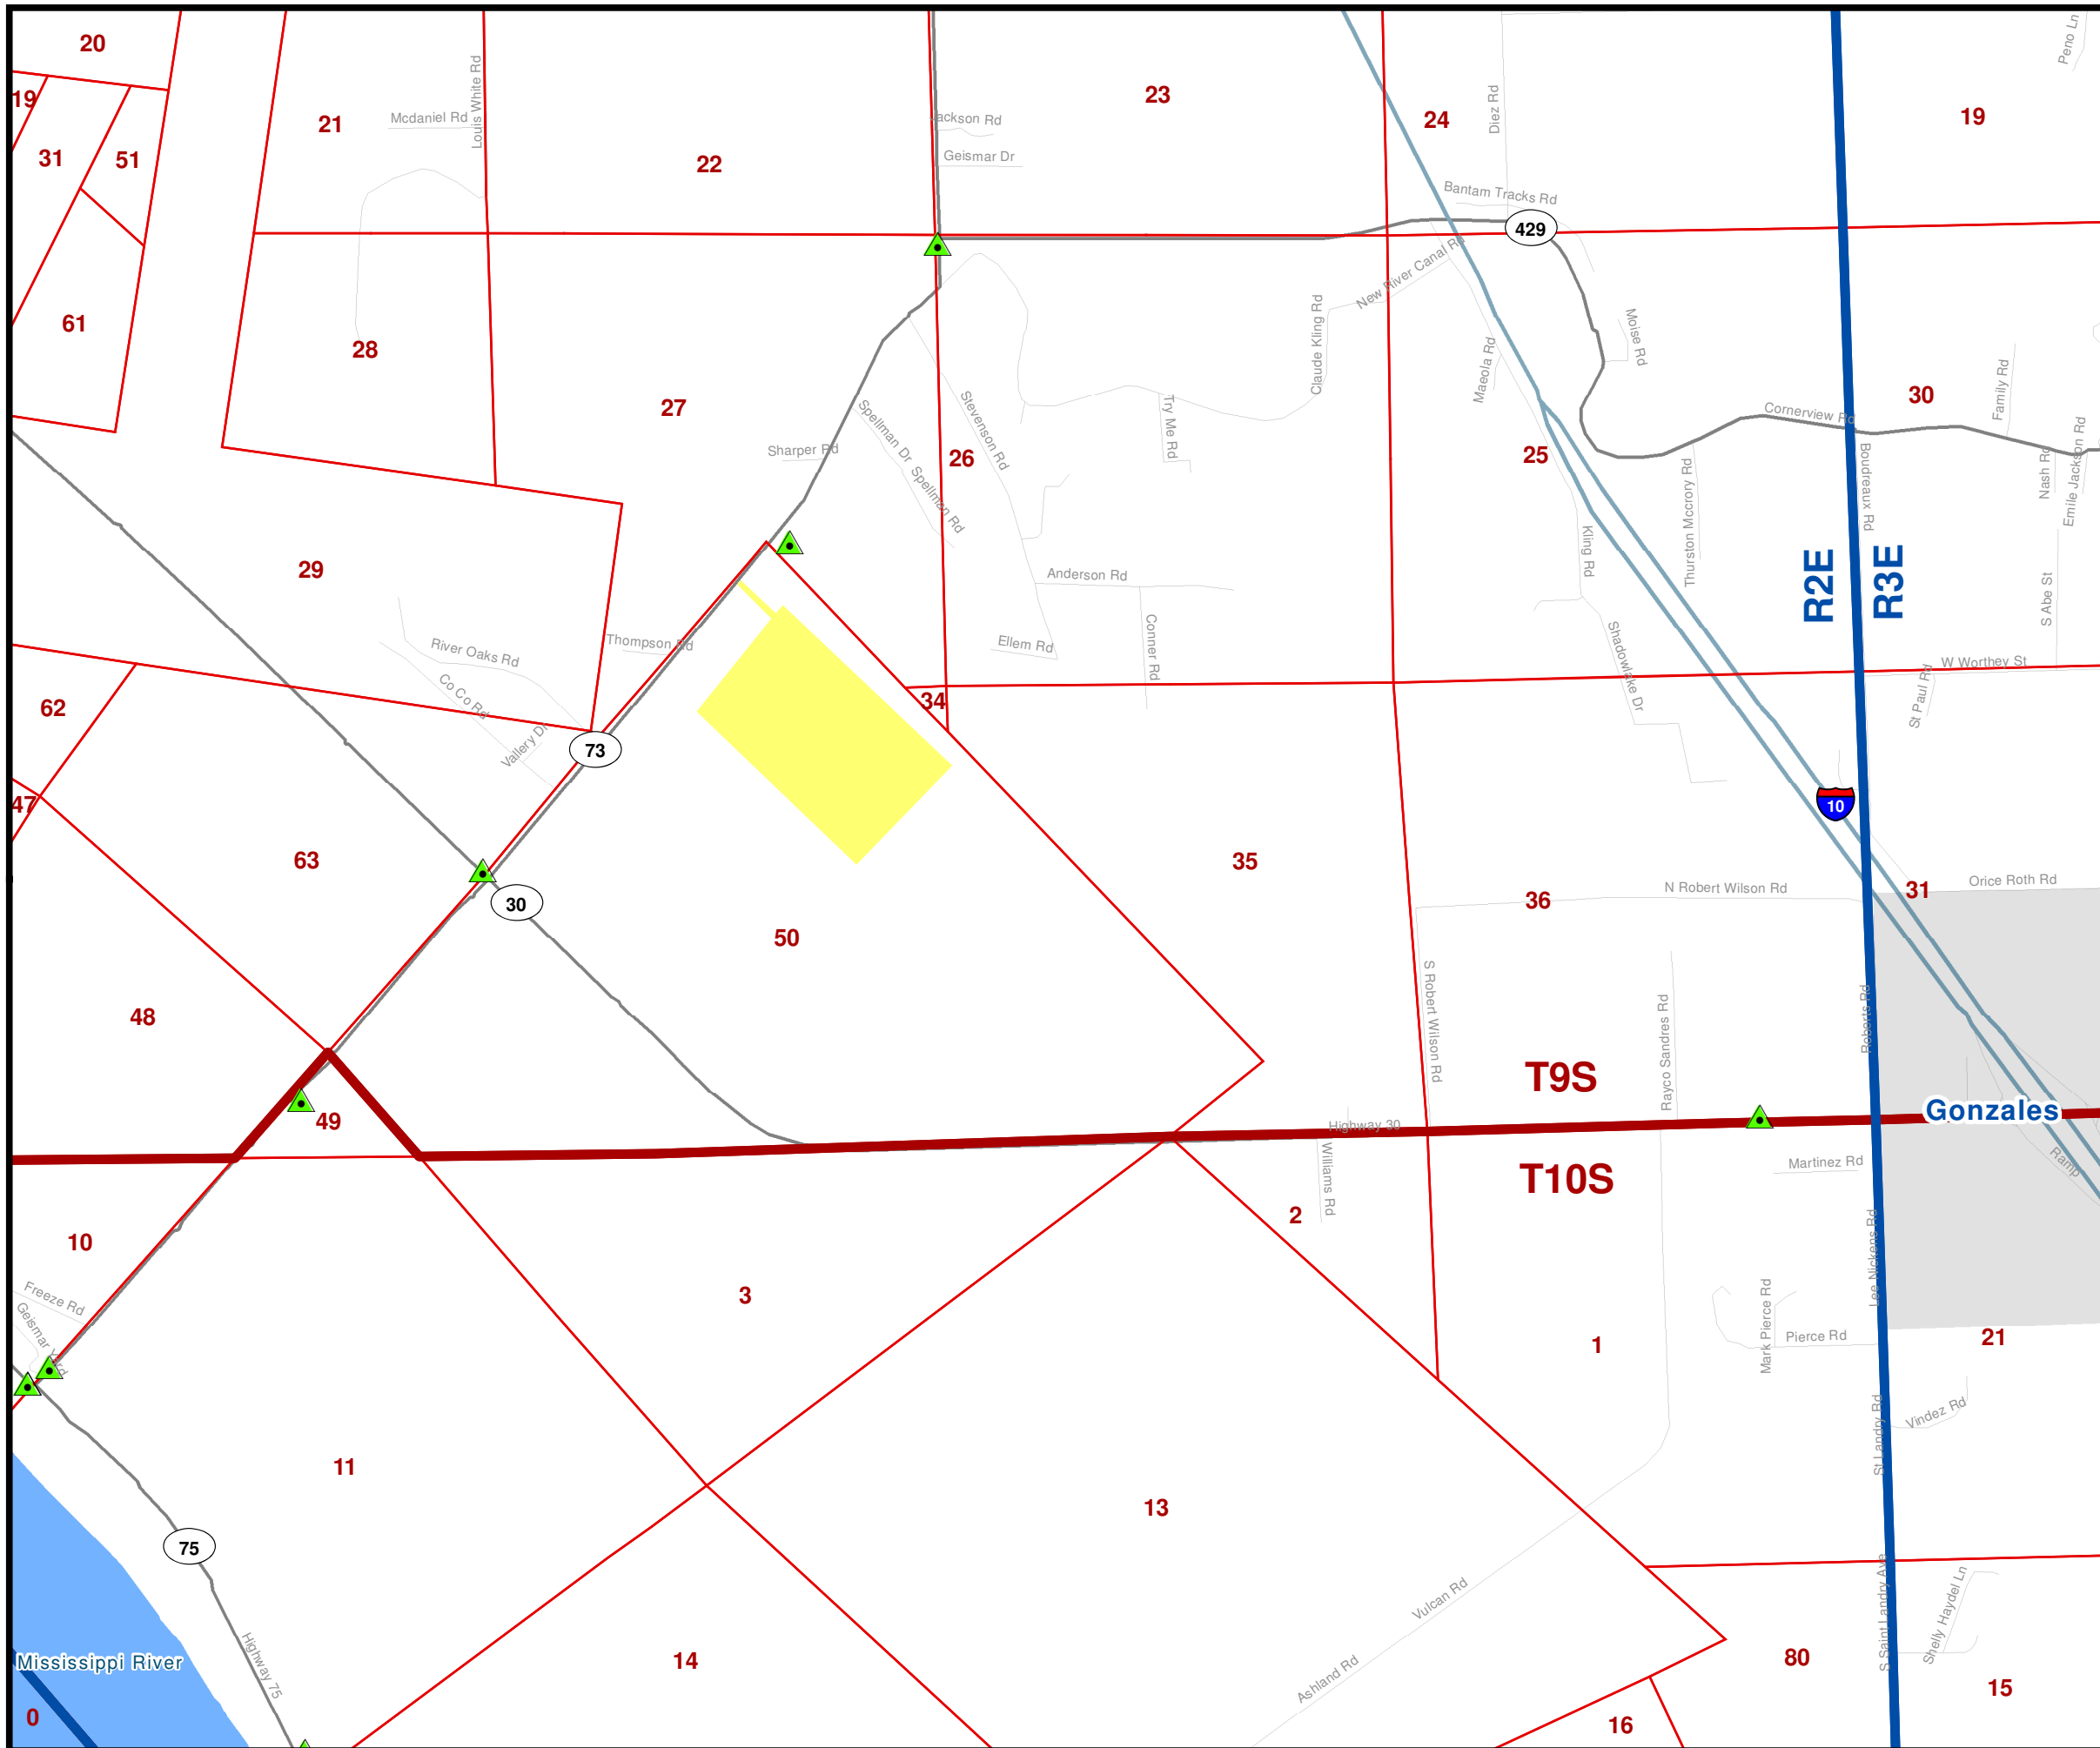 20
19
31
51
21
Mcdaniel Rd
Louis White Rd
22
23
Jackson Rd
Geismar Dr
24
Diez Rd
Bantam Tracks Rd
429
19
Peno Ln
61
28
27
New River Canal Rd
Claude Kling Rd
Maeola Rd
Moise Rd
Cornerview Rd
30
Family Rd
Sharper Rd
Spellman Dr
Spellman Rd
Stevenson Rd
26
Try Me Rd
25
Boudreaux Rd
Nash Rd
Emile Jackson Rd
29
Kling Rd
Thurston Mccrory Rd
R2E
R3E
S Abe St
Anderson Rd
Conner Rd
Ellem Rd
Shadowlake Dr
W Worthey St
St Paul Rd
River Oaks Rd
Thompson Rd
Co Co Rd
Vallery Dr
73
62
34
47
63
30
50
35
10
36
N Robert Wilson Rd
31
Orice Roth Rd
48
49
S Robert Wilson Rd
Rayco Sandres Rd
Roberts Rd
T9S
Gonzales
Highway 30
T10S
Williams Rd
Martinez Rd
Ramp
10
Freeze Rd
Geismar Yard
3
2
1
Mark Pierce Rd
Pierce Rd
Lee Nickens Rd
21
Vindez Rd
St Landry Rd
11
13
75
Highway 75
Mississippi River
0
14
Vulcan Rd
Ashland Rd
S Saint Landry Ave
Shelly Haydel Ln
80
15
16